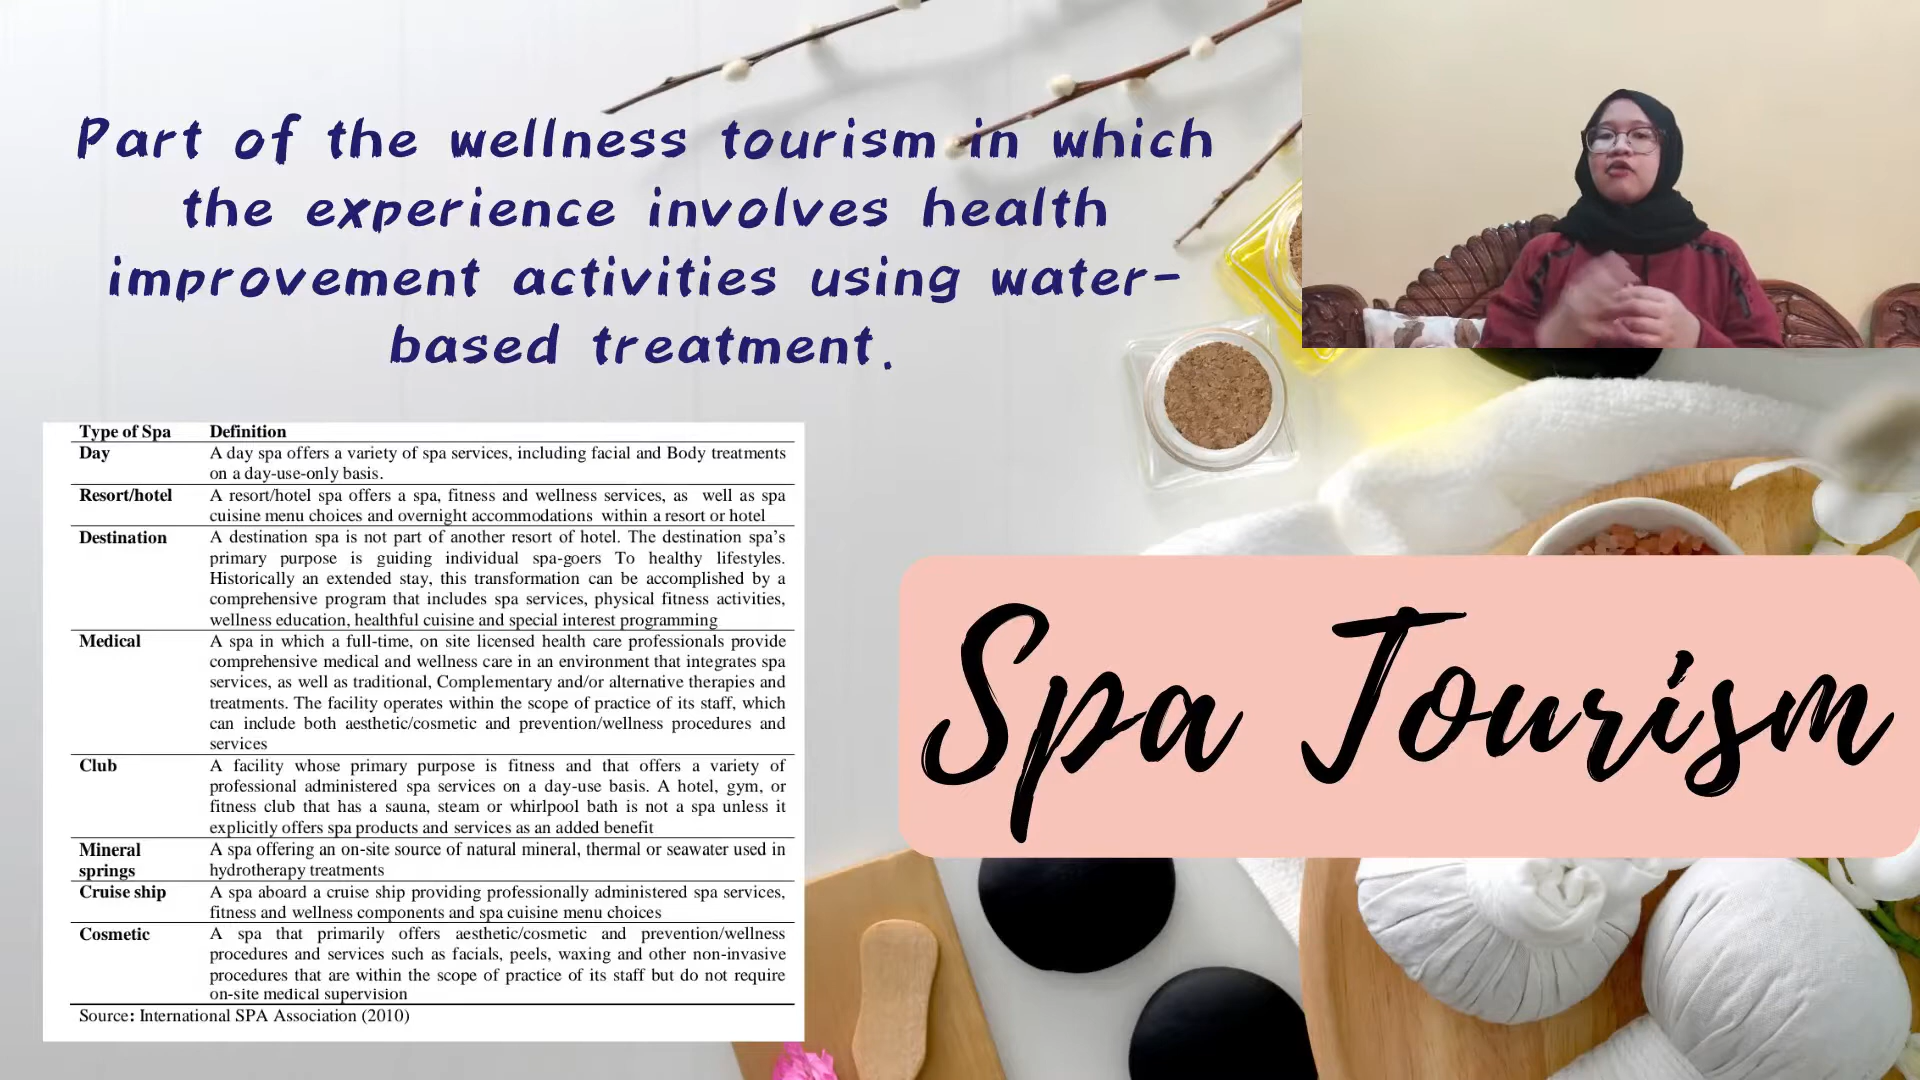 Part of the wellness tourism in which
the experience involves health
improvement activities using water-
based treatment.
Type of Spa Definition
Day A day spa offers a variety of spa services, including facial and Body treatments
on a day-use-only basis.
Resort/hotel A resort/hotel spa offers a spa, fitness and wellness services, as well as spa
cuisine menu choices and overnight accommodations within a resort or hotel
Destination A destination spa is not part of another resort of hotel. The destination spa's
primary purpose is guiding individual spa-goers To healthy lifestyles.
Historically an extended stay, this transformation can be accomplished by a
comprehensive program that includes spa services, physical fitness activities,
wellness education, healthful cuisine and special interest programming
Medical A spa in which a full-time, on site licensed health care professionals provide
comprehensive medical and wellness care in an environment that integrates spa
services, as well as traditional, Complementary and/or alternative therapies and
treatments. The facility operates within the scope of practice of its staff, which
can include both aesthetic/cosmetic and prevention/wellness procedures and
services
Club A facility whose primary purpose is fitness and that offers a variety of
professional administered spa services on a day-use basis. A hotel, gym, or
fitness club that has a sauna, steam or whirlpool bath is not a spa unless it
explicitly offers spa products and services as an added benefit
Mineral A spa offering an on-site source of natural mineral, thermal or seawater used in
springs hydrotherapy treatments
Cruise ship A spa aboard a cruise ship providing professionally administered spa services,
fitness and wellness components and spa cuisine menu choices
Cosmetic A spa that primarily offers aesthetic/cosmetic and prevention/wellness
procedures and services such as facials, peels, waxing and other non-invasive
procedures that are within the scope of practice of its staff but do not require
on-site medical supervision
Source: International SPA Association (2010)
Spa Tourism